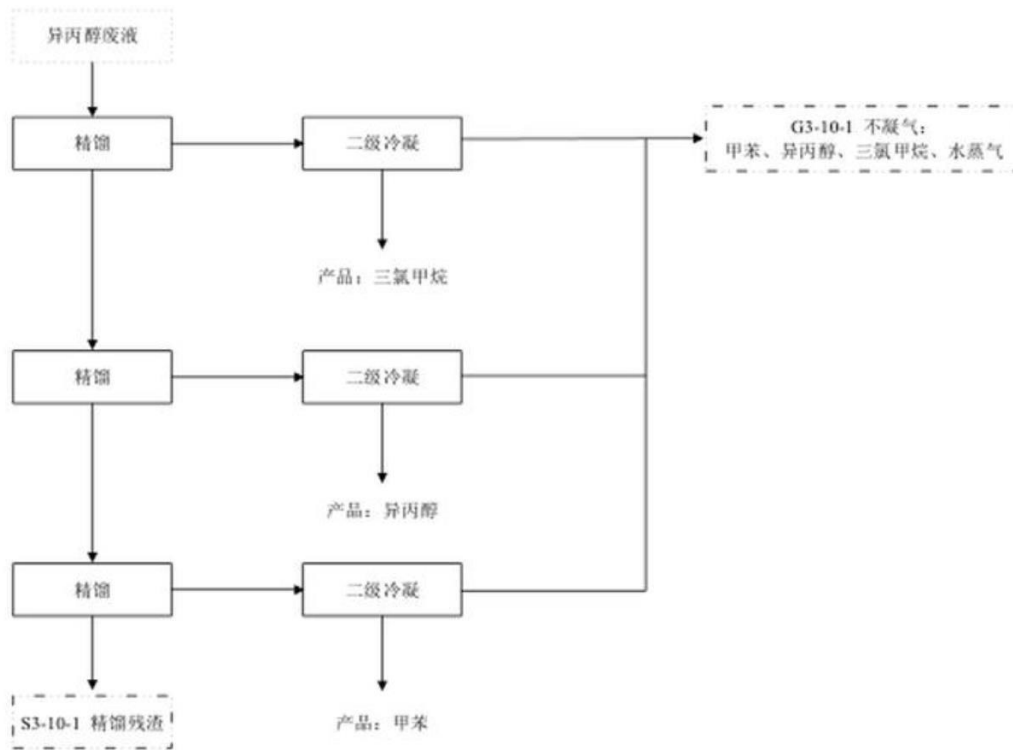 异丙醇废液
精馏
二级冷凝
G3-10-1 不凝气：
甲苯、异丙醇、三氯甲烷、水蒸气
产品：三氯甲烷
精馏
二级冷凝
产品：异丙醇
精馏
二级冷凝
S3-10-1 精馏残渣
产品：甲苯